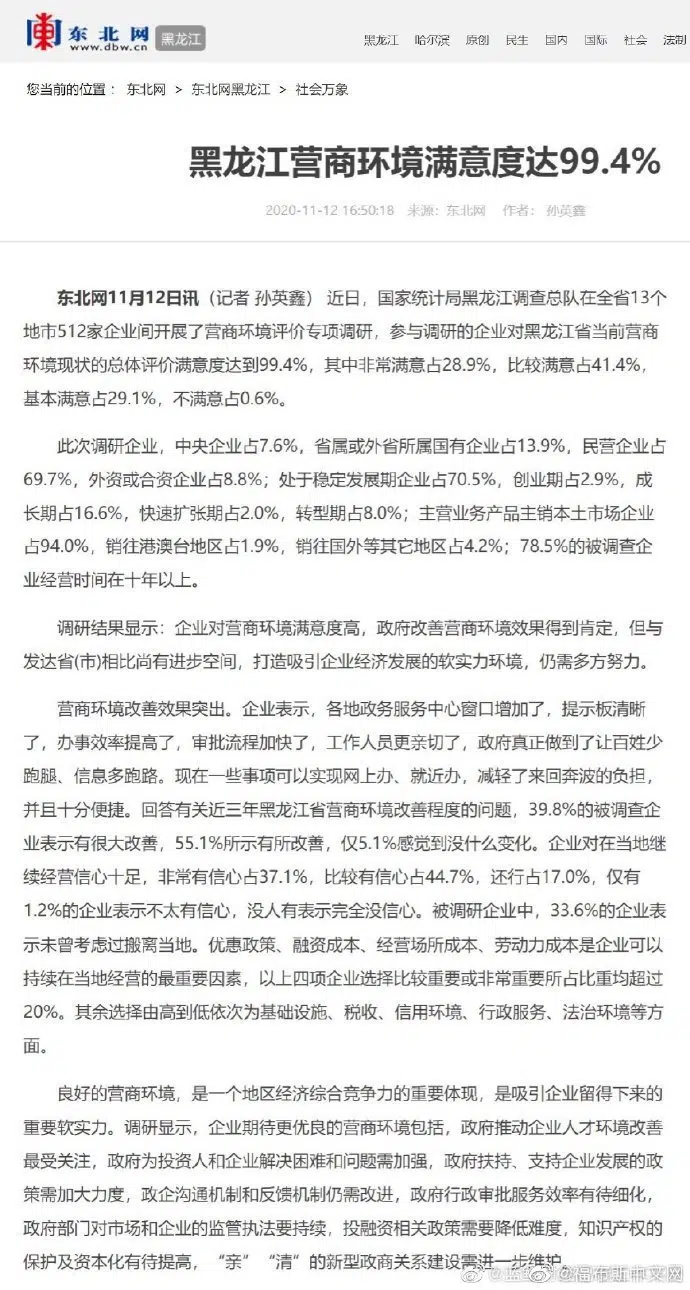 东北网 黑龙江
www.dbw.cn
黑龙江 哈尔滨 原创 民生 国内 国际 社会 法制
您当前的位置： 东北网 > 东北网黑龙江 > 社会万象
黑龙江营商环境满意度达99.4%
2020-11-12 16:50:18 来源：东北网 作者： 孙英鑫
东北网11月12日讯（记者 孙英鑫） 近日，国家统计局黑龙江调查总队在全省13个
地市512家企业间开展了营商环境评价专项调研，参与调研的企业对黑龙江省当前营商
环境现状的总体评价满意度达到99.4%，其中非常满意占28.9%，比较满意占41.4%，
基本满意占29.1%，不满意占0.6%。
此次调研企业，中央企业占7.6%，省属或外省所属国有企业占13.9%，民营企业占
69.7%，外资或合资企业占8.8%；处于稳定发展期企业占70.5%，创业期占2.9%，成
长期占16.6%，快速扩张期占2.0%，转型期占8.0%；主营业务产品主销本土市场企业
占94.0%，销往港澳台地区占1.9%，销往国外等其它地区占4.2%；78.5%的被调查企
业经营时间在十年以上。
调研结果显示：企业对营商环境满意度高，政府改善营商环境效果得到肯定，但与
发达省(市)相比尚有进步空间，打造吸引企业经济发展的软实力环境，仍需多方努力。
营商环境改善效果突出。企业表示，各地政务服务中心窗口增加了，提示板清晰
了，办事效率提高了，审批流程加快了，工作人员更亲切了，政府真正做到了让百姓少
跑腿、信息多跑路。现在一些事项可以实现网上办、就近办，减轻了来回奔波的负担，
并且十分便捷。回答有关近三年黑龙江省营商环境改善程度的问题，39.8%的被调查企
业表示有很大改善，55.1%所示有所改善，仅5.1%感觉到没什么变化。企业对在当地继
续经营信心十足，非常有信心占37.1%，比较有信心占44.7%，还行占17.0%，仅有
1.2%的企业表示不太有信心，没人有表示完全没信心。被调研企业中，33.6%的企业表
示未曾考虑过搬离当地。优惠政策、融资成本、经营场所成本、劳动力成本是企业可以
持续在当地经营的最重要因素，以上四项企业选择比较重要或非常重要所占比重均超过
20%。其余选择由高到低依次为基础设施、税收、信用环境、行政服务、法治环境等方
面。
良好的营商环境，是一个地区经济综合竞争力的重要体现，是吸引企业留得下来的
重要软实力。调研显示，企业期待更优良的营商环境包括，政府推动企业人才环境改善
最受关注，政府为投资人和企业解决困难和问题需加强，政府扶持、支持企业发展的政
策需加大力度，政企沟通机制和反馈机制仍需改进，政府行政审批服务效率有待细化，
政府部门对市场和企业的监管执法要持续，投融资相关政策需要降低难度，知识产权的
保护及资本化有待提高，“亲”“清”的新型政商关系建设需进一步维护。
@福布斯中文网